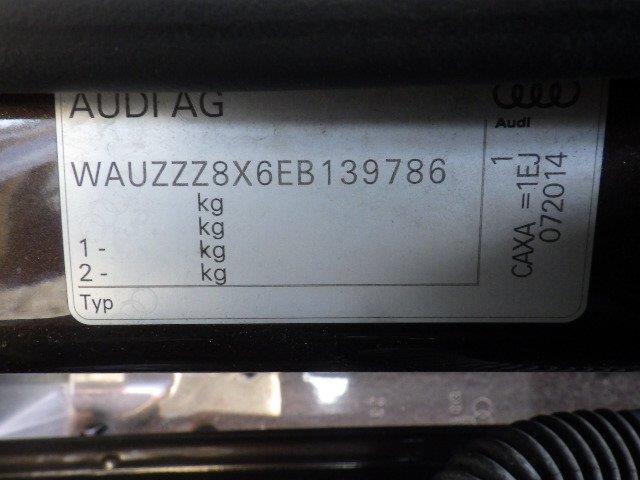 AUDI AG
WAUZZZ8X6EB139786
kg
kg
1 - kg
2 - kg
Typ
Audi
1
CAXA =1EJ
072014